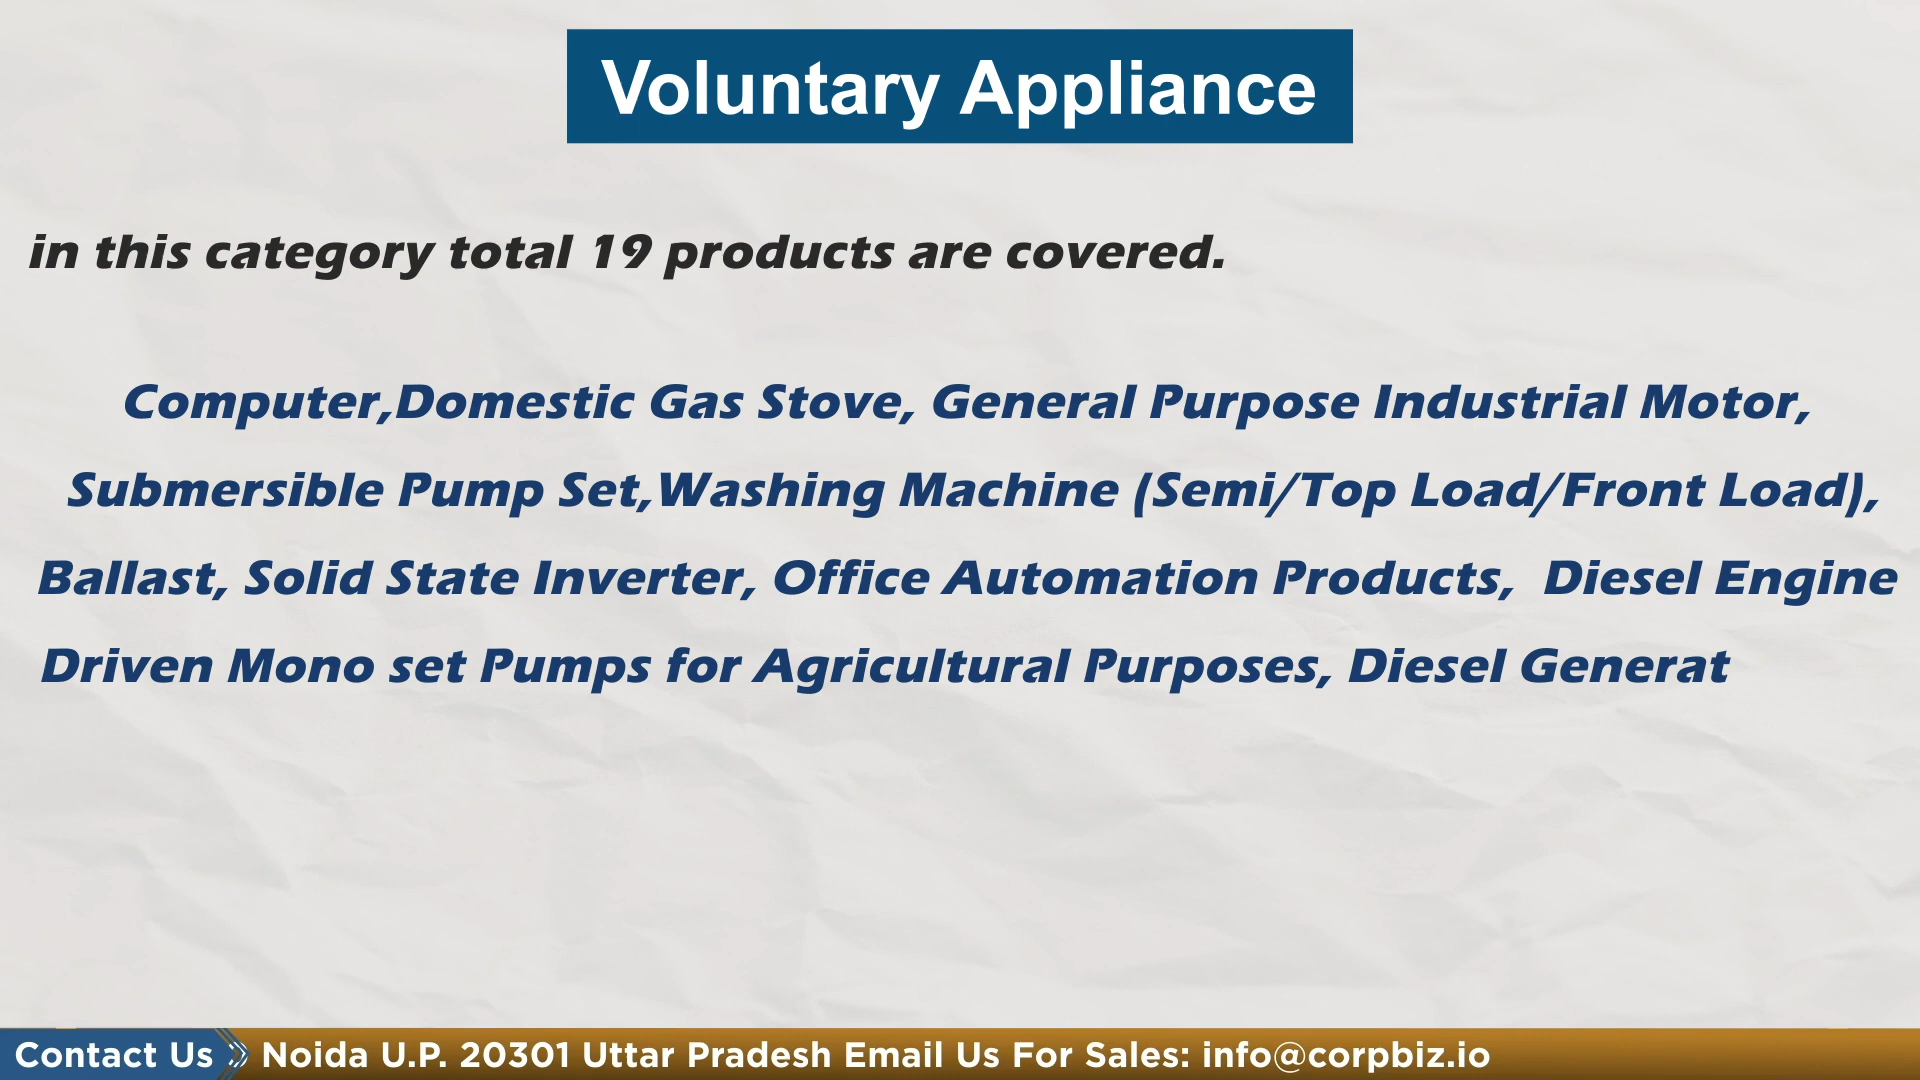 Voluntary Appliance
in this category total 19 products are covered.
Computer,Domestic Gas Stove, General Purpose Industrial Motor,
Submersible Pump Set,Washing Machine (Semi/Top Load/Front Load),
Ballast, Solid State Inverter, Office Automation Products,  Diesel Engine
Driven Mono set Pumps for Agricultural Purposes, Diesel Generat
Contact Us Noida U.P. 20301 Uttar Pradesh Email Us For Sales: info@corpbiz.io